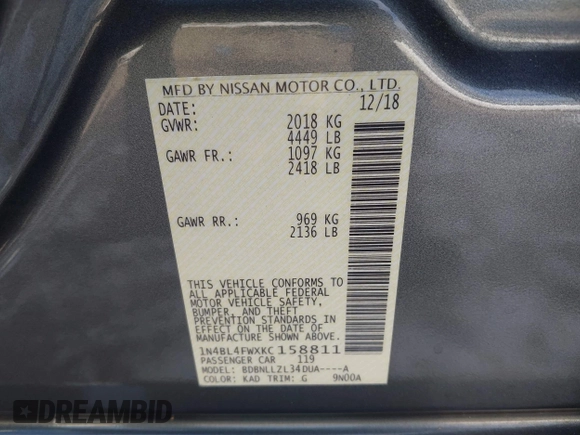 MFD BY NISSAN MOTOR CO., LTD.
DATE: 12/18
GVWR: 2018 KG
4449 LB
GAWR FR.: 1097 KG
2418 LB
GAWR RR.: 969 KG
2136 LB
THIS VEHICLE CONFORMS TO
ALL APPLICABLE FEDERAL
MOTOR VEHICLE SAFETY,
BUMPER, AND THEFT
PREVENTION STANDARDS
IN EFFECT ON THE DATE OF
MANUFACTURE SHOWN ABOVE.
1N4BL4FWXKC158811
PASSENGER CAR 119
MODEL: BDBNLLZL34DUA----A
COLOR: KAD TRIM: G 9N00A
DREAMBID